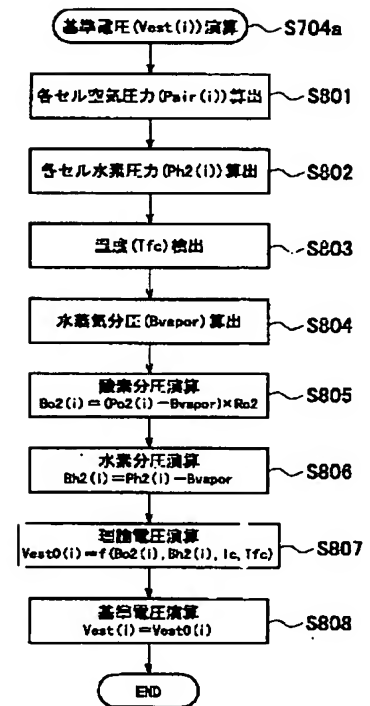 基準電圧(Vest(i))演算 S704a
各セル空気圧力(Pair(i))算出 S801
各セル水素圧力(Ph2(i))算出 S802
温度(Tfc)検出 S803
水蒸気分圧(Bvapor)算出 S804
酸素分圧演算
Bo2(i)=(Po2(i)-Bvapor)×Ro2 S805
水素分圧演算
Bh2(i)=Ph2(i)-Bvapor S806
理論電圧演算
Vest0(i)=f{Bo2(i),Bh2(i),Ic,Tfc} S807
基準電圧演算
Vest(i)=Vest0(i) S808
END